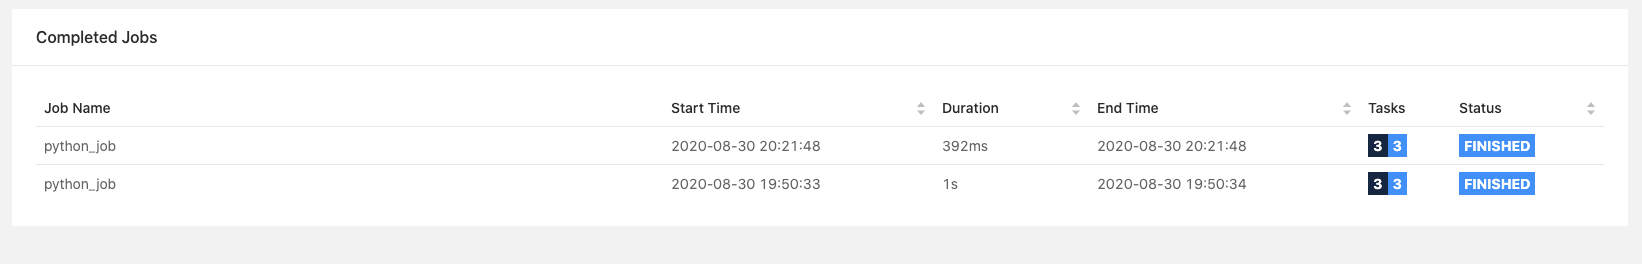 Completed Jobs
Job Name Start Time Duration End Time Tasks Status
python_job 2020-08-30 20:21:48 392ms 2020-08-30 20:21:48 3 3 FINISHED
python_job 2020-08-30 19:50:33 1s 2020-08-30 19:50:34 3 3 FINISHED